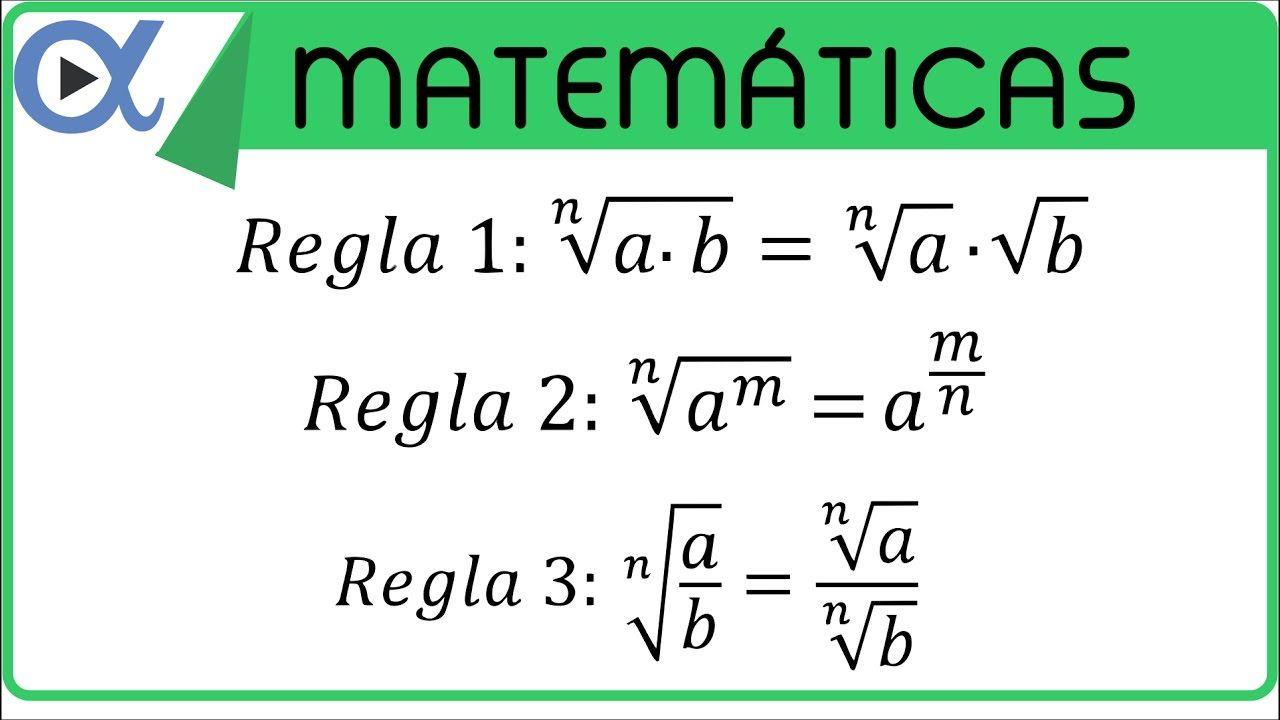 MATEMÁTICAS
Regla 1: ⁿ√(a·b) = ⁿ√a · √b
Regla 2: ⁿ√(aᵐ) = a^(m/n)
Regla 3: ⁿ√(a/b) = ⁿ√a / ⁿ√b